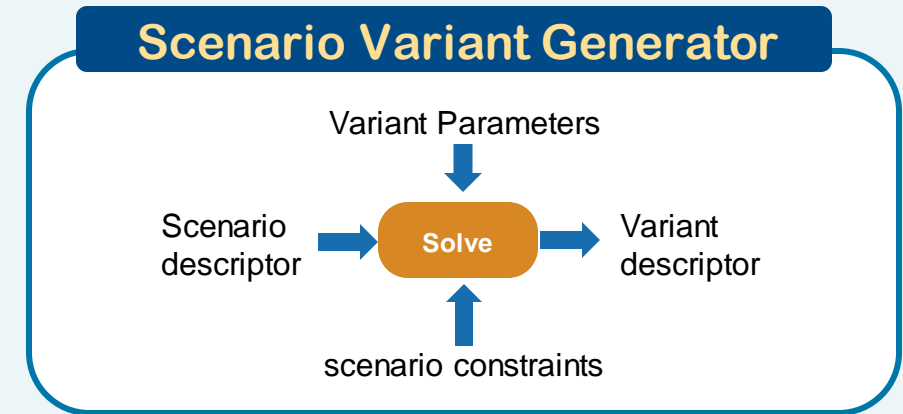 Scenario Variant Generator
Variant Parameters
Scenario
descriptor
Solve
Variant
descriptor
scenario constraints